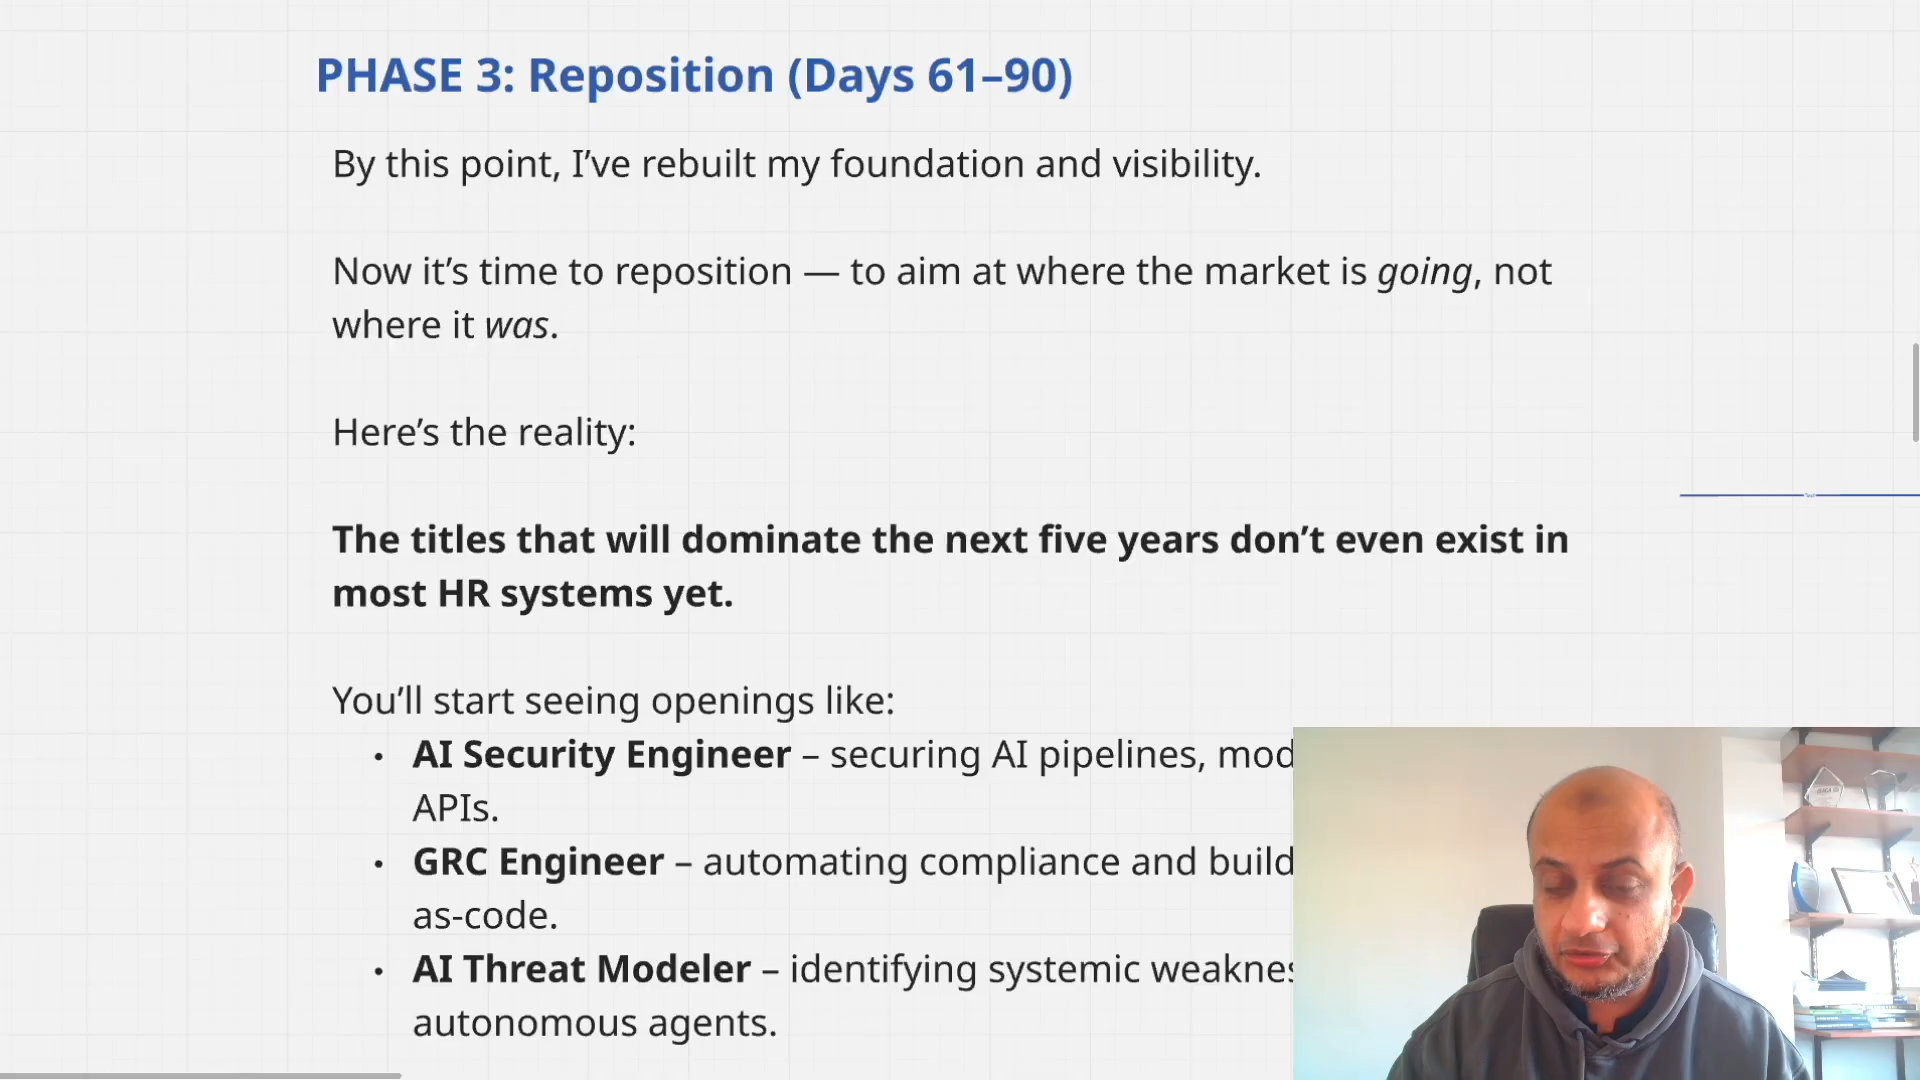 PHASE 3: Reposition (Days 61–90)
By this point, I’ve rebuilt my foundation and visibility.
Now it’s time to reposition — to aim at where the market is going, not
where it was.
Here’s the reality:
The titles that will dominate the next five years don’t even exist in
most HR systems yet.
You’ll start seeing openings like:
• AI Security Engineer – securing AI pipelines, mod
APIs.
• GRC Engineer – automating compliance and build
as-code.
• AI Threat Modeler – identifying systemic weaknes
autonomous agents.